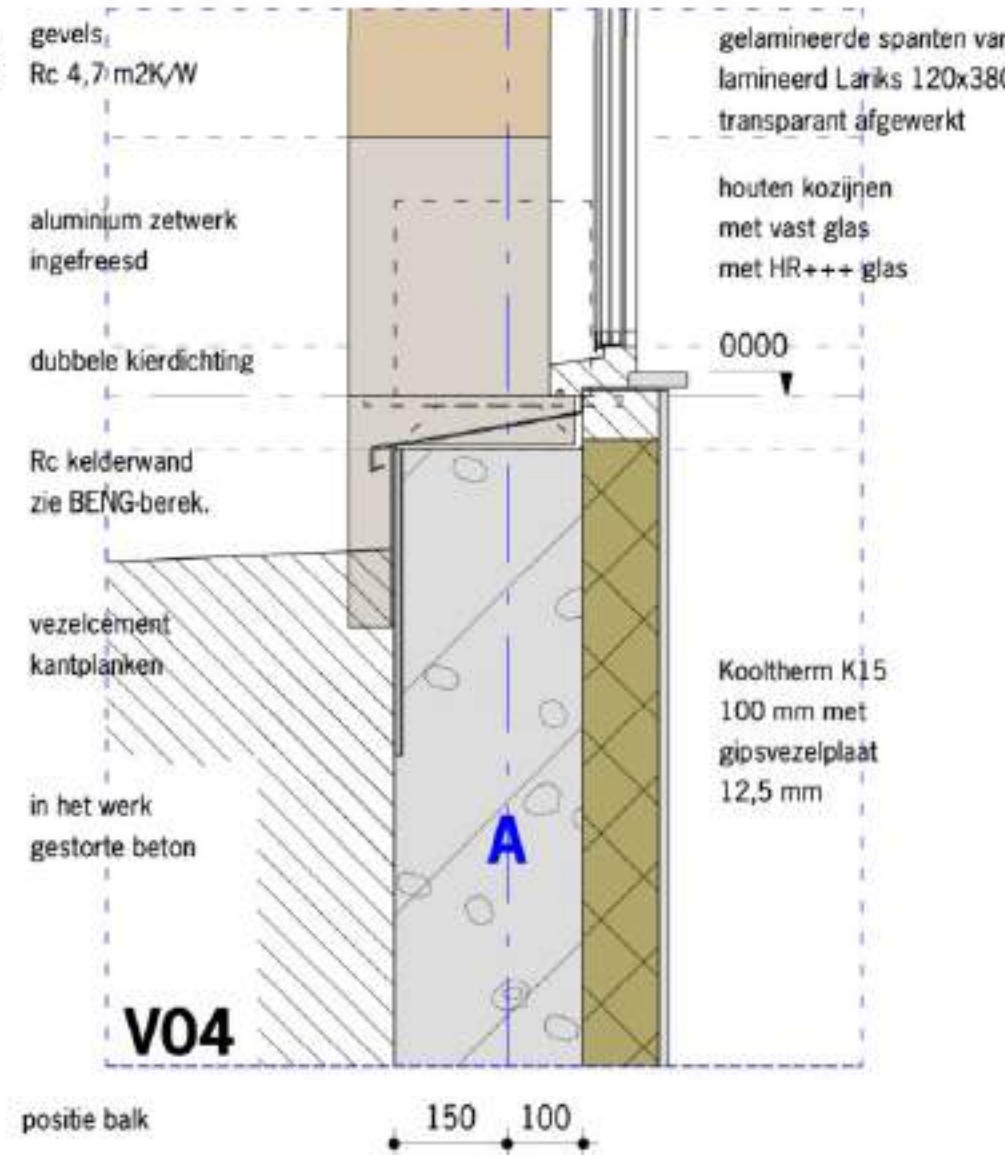 gevels
Rc 4,7 m2K/W
aluminium zetwerk
ingefreesd
dubbele kierdichting
Rc kelderwand
zie BENG-berek.
vezelcement
kantplanken
in het werk
gestorte beton
V04
positie balk
A
150
100
gelamineerde spanten van
lamineerd Lariks 120x380
transparant afgewerkt
houten kozijnen
met vast glas
met HR+++ glas
0000
Kooltherm K15
100 mm met
gipsvezelplaat
12,5 mm